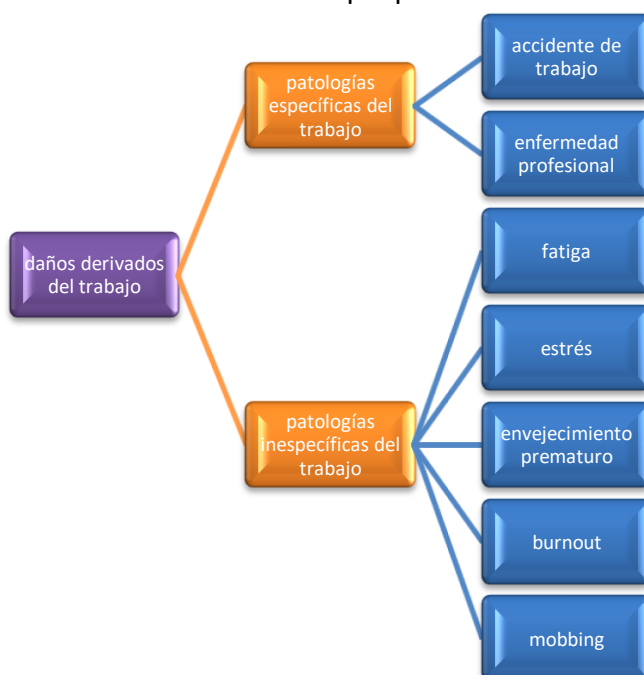 accidente de
trabajo
patologías
específicas del
trabajo
enfermedad
profesional
daños derivados
del trabajo
fatiga
estrés
patologías
inespecíficas del
trabajo
envejecimiento
prematuro
burnout
mobbing